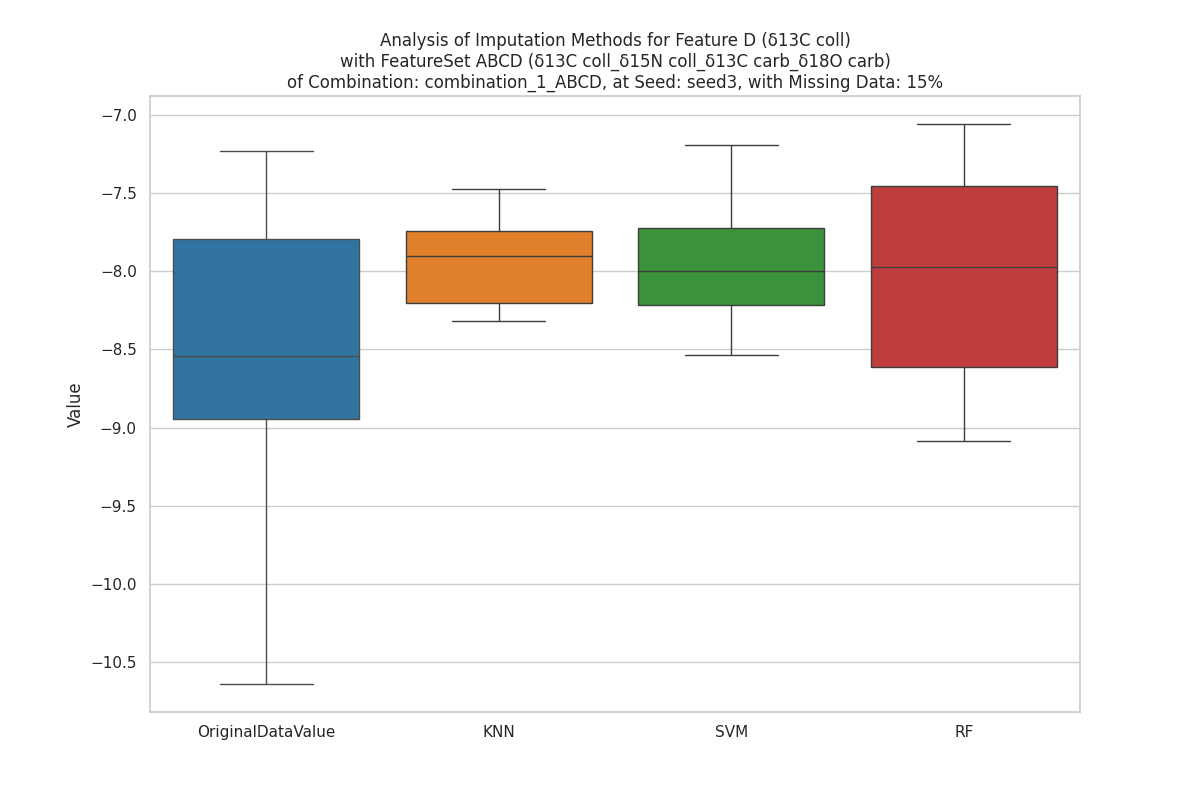 Analysis of Imputation Methods for Feature D (δ13C coll)
with FeatureSet ABCD (δ13C coll_δ15N coll_δ13C carb_δ18O carb)
of Combination: combination_1_ABCD, at Seed: seed3, with Missing Data: 15%
−7.0
−7.5
−8.0
−8.5
−9.0
−9.5
−10.0
−10.5
Value
OriginalDataValue
KNN
SVM
RF